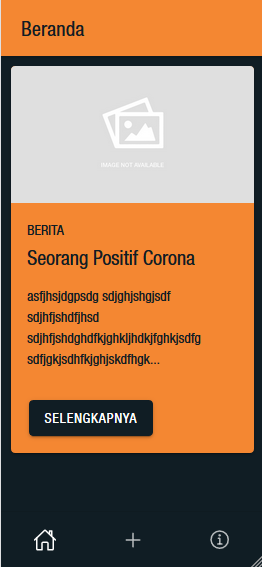 Beranda
IMAGE NOT AVAILABLE
BERITA
Seorang Positif Corona
asfjhsjdgpsdg sdjghjshgjsdf
sdjhfjshdfjhsd
sdjhfjshdghdfkjghkljhdkjfghkjsdfg
sdfjgkjsdhfkjghjskdfhgk...
SELENGKAPNYA